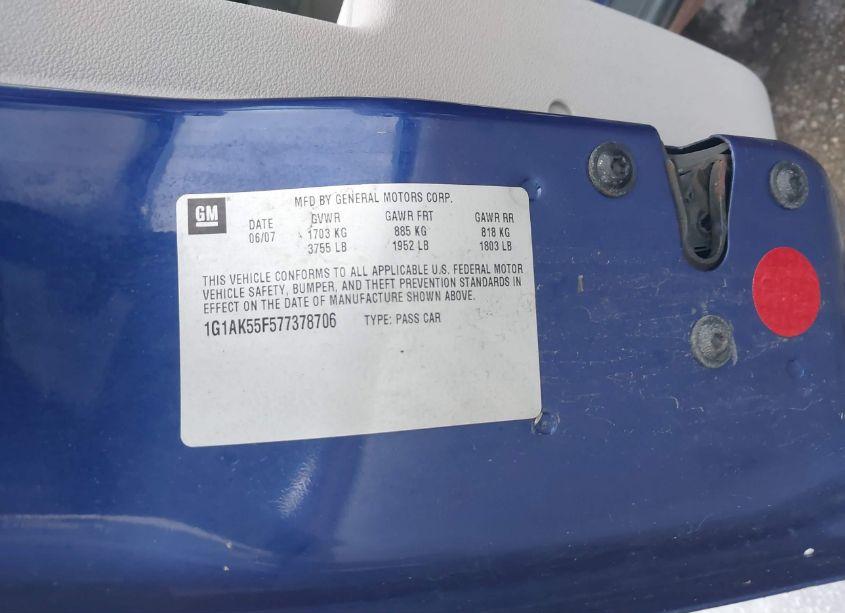 GM
MFD BY GENERAL MOTORS CORP.
DATE GVWR GAWR FRT GAWR RR
06/07 1703 KG 885 KG 818 KG
3755 LB 1952 LB 1803 LB
THIS VEHICLE CONFORMS TO ALL APPLICABLE U.S. FEDERAL MOTOR
VEHICLE SAFETY, BUMPER, AND THEFT PREVENTION STANDARDS IN
EFFECT ON THE DATE OF MANUFACTURE SHOWN ABOVE.
1G1AK55F577378706 TYPE: PASS CAR